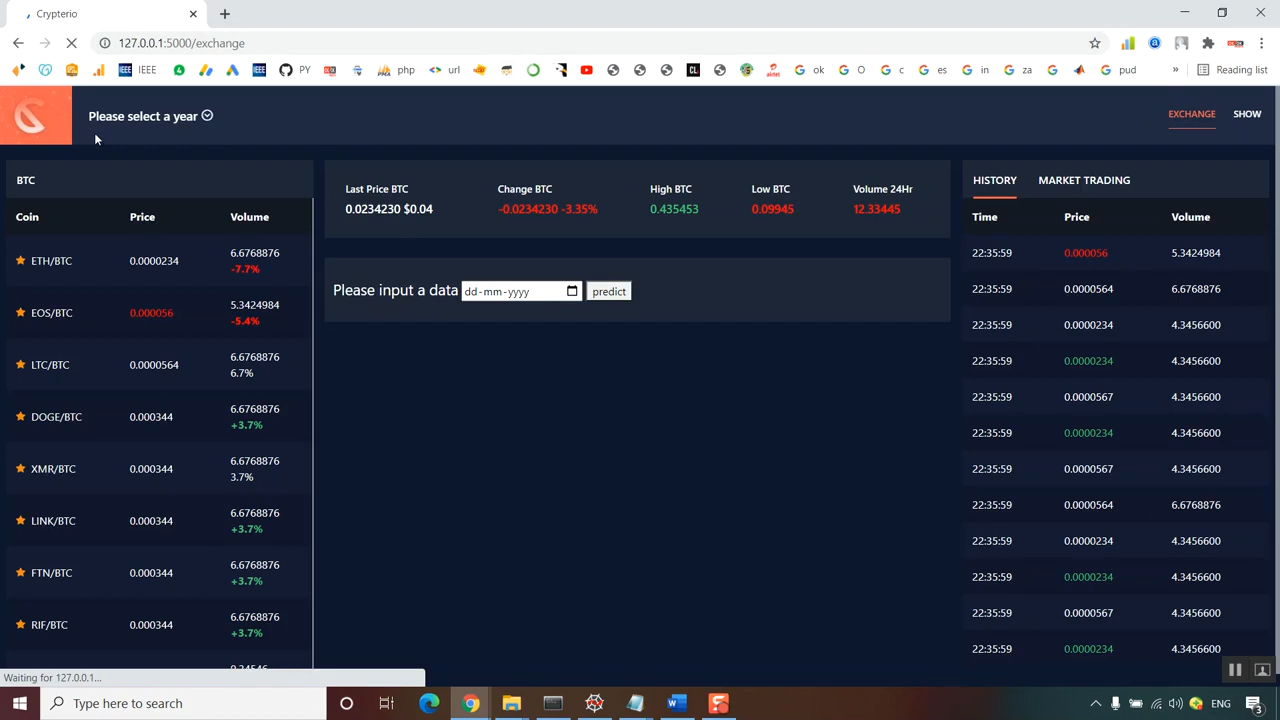 Crypterio
127.0.0.1:5000/exchange
IEEE IEEE PY php url CL airtel ok O c es in za pud » Reading list
Please select a year
EXCHANGE SHOW
BTC
Coin Price Volume
ETH/BTC 0.0000234 6.6768876
-7.7%
EOS/BTC 0.000056 5.3424984
-5.4%
LTC/BTC 0.0000564 6.6768876
6.7%
DOGE/BTC 0.000344 6.6768876
+3.7%
XMR/BTC 0.000344 6.6768876
3.7%
LINK/BTC 0.000344 6.6768876
+3.7%
FTN/BTC 0.000344 6.6768876
+3.7%
RIF/BTC 0.000344 6.6768876
+3.7%
Last Price BTC Change BTC High BTC Low BTC Volume 24Hr
0.0234230 $0.04 -0.0234230 -3.35% 0.435453 0.09945 12.33445
Please input a data dd-mm-yyyy predict
HISTORY MARKET TRADING
Time Price Volume
22:35:59 0.000056 5.3424984
22:35:59 0.0000564 6.6768876
22:35:59 0.0000234 4.3456600
22:35:59 0.0000234 4.3456600
22:35:59 0.0000567 4.3456600
22:35:59 0.0000234 4.3456600
22:35:59 0.0000567 4.3456600
22:35:59 0.0000564 6.6768876
22:35:59 0.0000234 4.3456600
22:35:59 0.0000234 4.3456600
22:35:59 0.0000567 4.3456600
22:35:59 0.0000234 4.3456600
Waiting for 127.0.0.1...
Type here to search
ENG 3